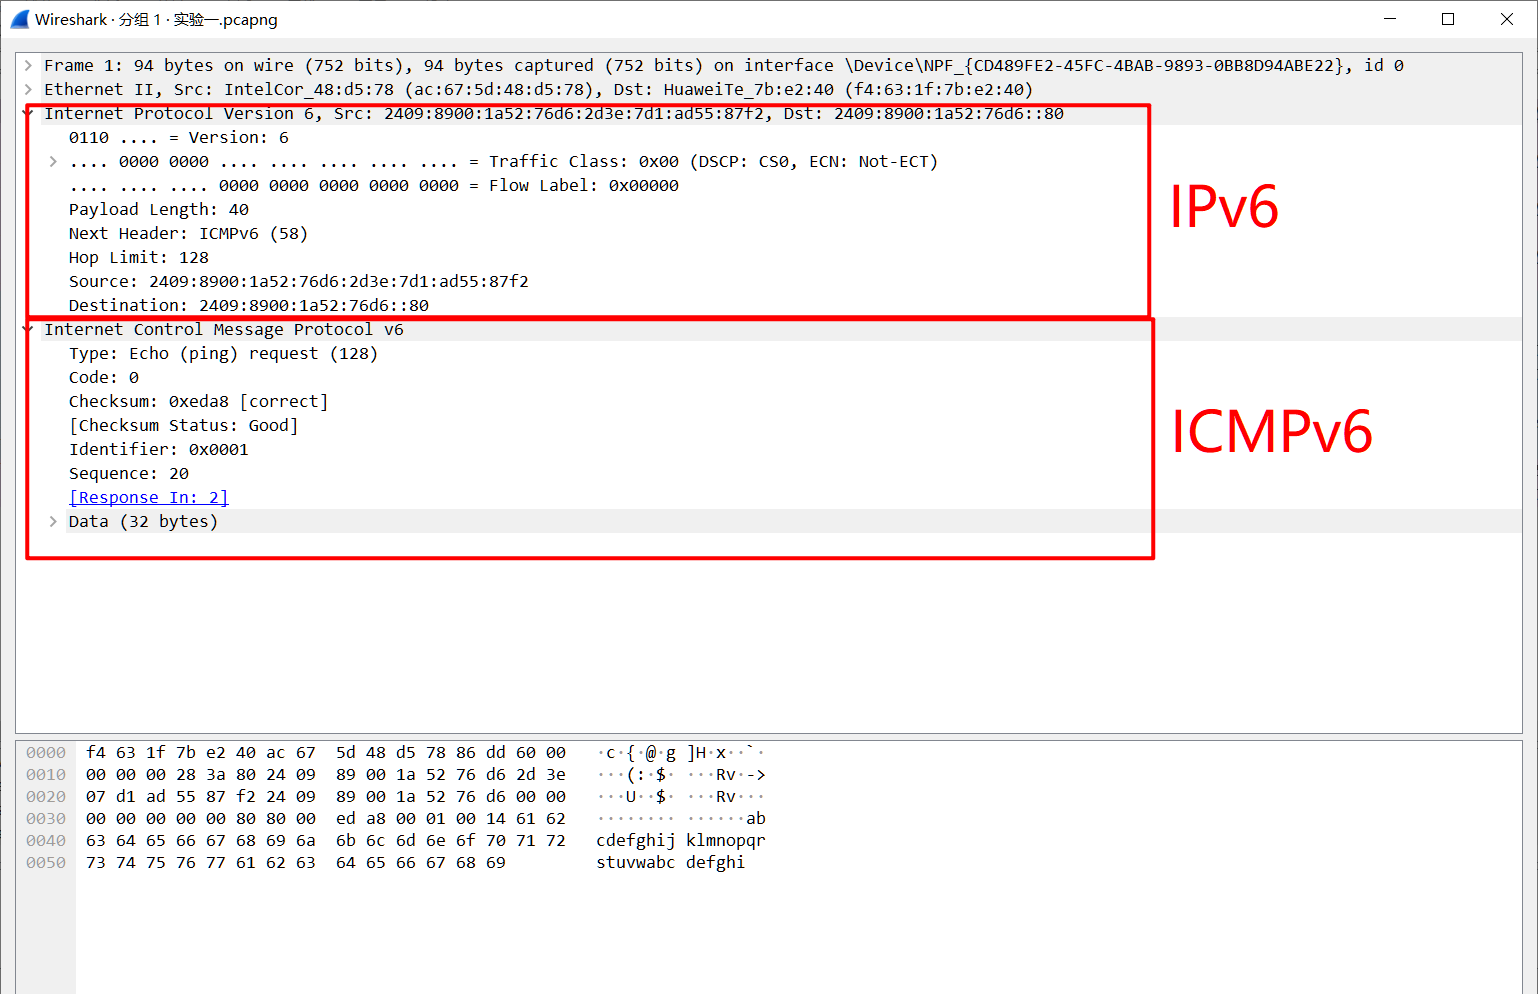 Wireshark · 分组 1 · 实验一.pcapng
Frame 1: 94 bytes on wire (752 bits), 94 bytes captured (752 bits) on interface \Device\NPF_{CD489FE2-45FC-4BAB-9893-0BB8D94ABE22}, id 0
Ethernet II, Src: IntelCor_48:d5:78 (ac:67:5d:48:d5:78), Dst: HuaweiTe_7b:e2:40 (f4:63:1f:7b:e2:40)
Internet Protocol Version 6, Src: 2409:8900:1a52:76d6:2d3e:7d1:ad55:87f2, Dst: 2409:8900:1a52:76d6::80
0110 .... = Version: 6
.... 0000 0000 .... .... .... .... .... = Traffic Class: 0x00 (DSCP: CS0, ECN: Not-ECT)
.... .... .... 0000 0000 0000 0000 0000 = Flow Label: 0x00000
Payload Length: 40
Next Header: ICMPv6 (58)
Hop Limit: 128
Source: 2409:8900:1a52:76d6:2d3e:7d1:ad55:87f2
Destination: 2409:8900:1a52:76d6::80
IPv6
Internet Control Message Protocol v6
Type: Echo (ping) request (128)
Code: 0
Checksum: 0xeda8 [correct]
[Checksum Status: Good]
Identifier: 0x0001
Sequence: 20
[Response In: 2]
Data (32 bytes)
ICMPv6
0000 f4 63 1f 7b e2 40 ac 67 5d 48 d5 78 86 dd 60 00 ·c·{·@·g ]H·x··`·
0010 00 00 00 28 3a 80 24 09 89 00 1a 52 76 d6 2d 3e ···(:·$· ···Rv·->
0020 07 d1 ad 55 87 f2 24 09 89 00 1a 52 76 d6 00 00 ···U··$· ···Rv···
0030 00 00 00 00 00 80 80 00 ed a8 00 01 00 14 61 62 ········ ······ab
0040 63 64 65 66 67 68 69 6a 6b 6c 6d 6e 6f 70 71 72 cdefghij klmnopqr
0050 73 74 75 76 77 61 62 63 64 65 66 67 68 69 stuvwabc defghi